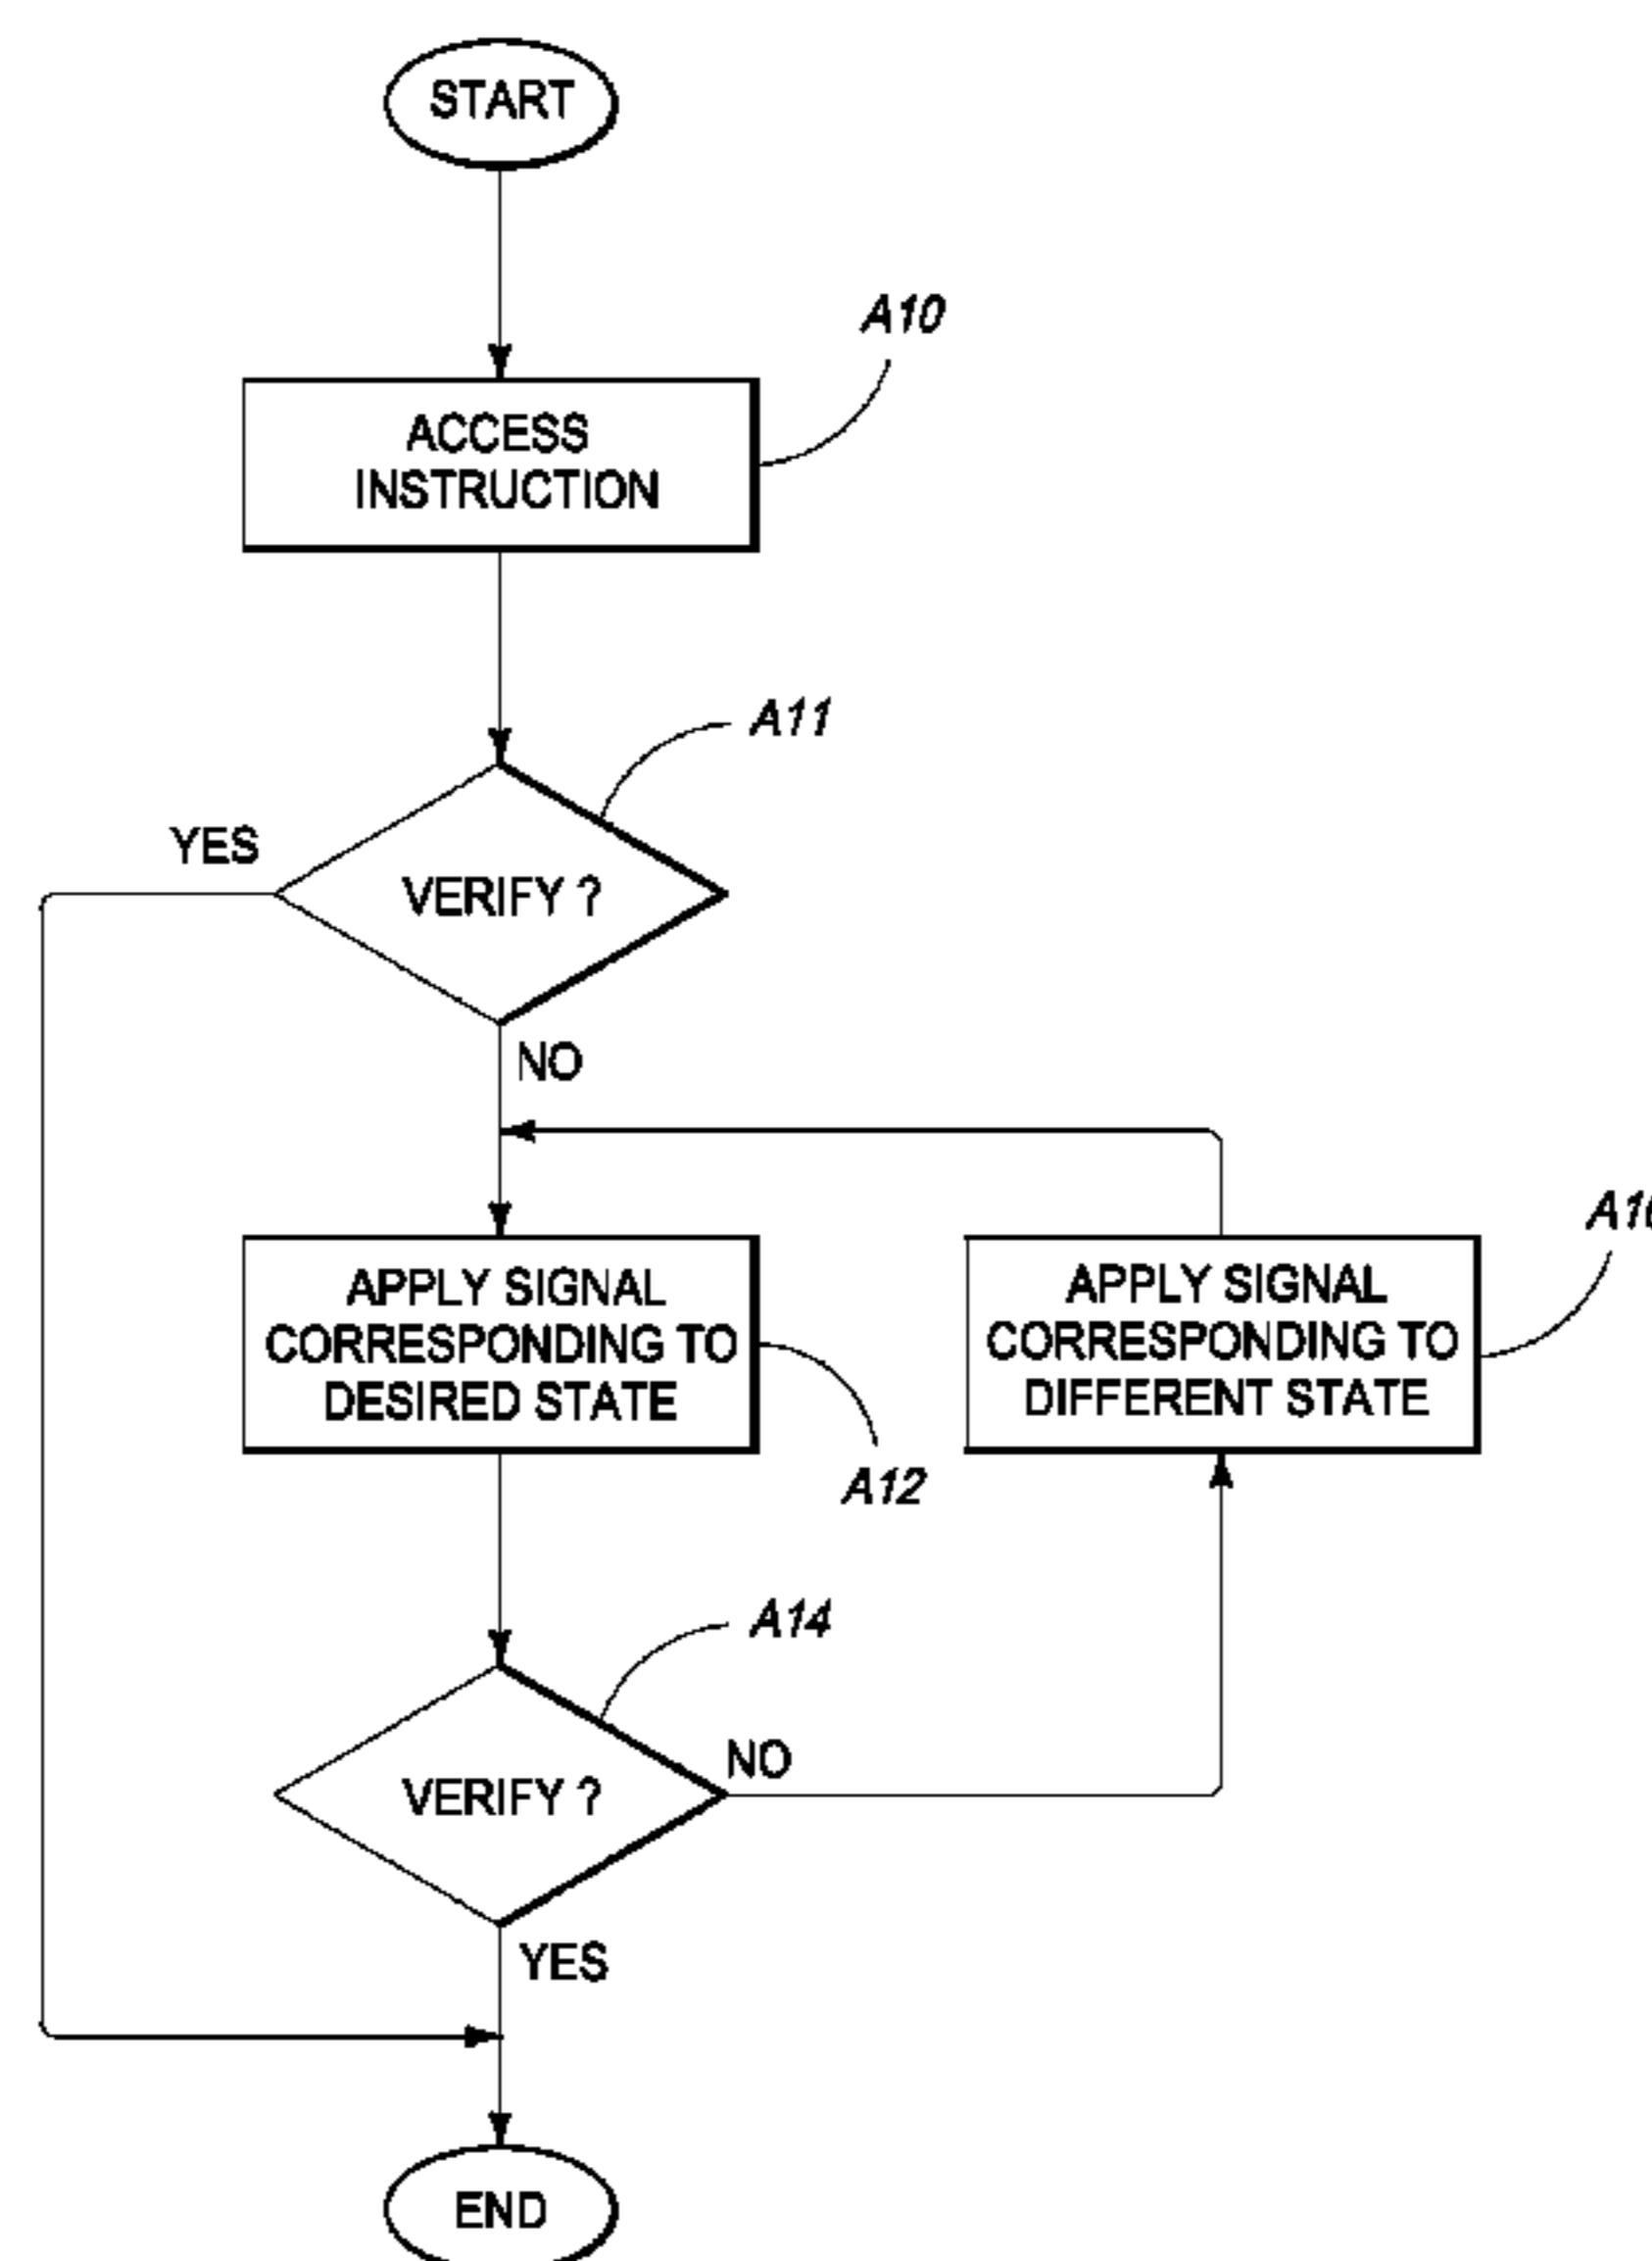 START
A10
ACCESS
INSTRUCTION
A11
YES
VERIFY ?
NO
APPLY SIGNAL
CORRESPONDING TO
DESIRED STATE
A12
APPLY SIGNAL
CORRESPONDING TO
DIFFERENT STATE
A14
VERIFY ?
NO
YES
END